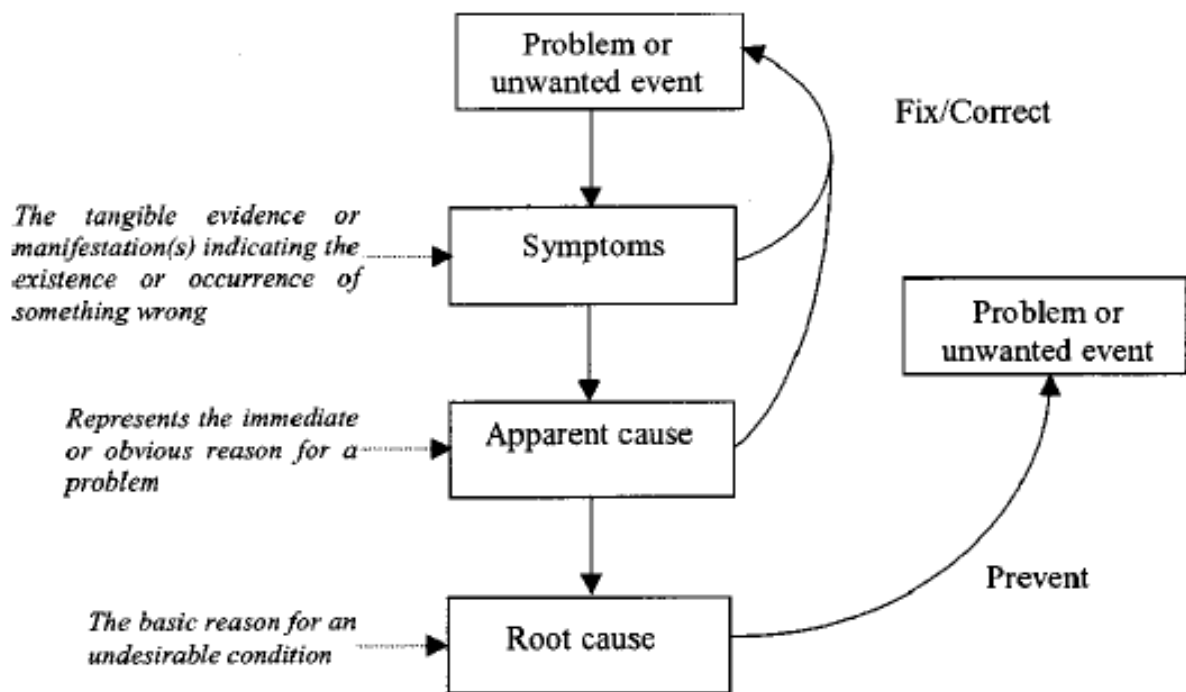 Problem or
unwanted event
Fix/Correct
The tangible evidence or
manifestation(s) indicating the
existence or occurrence of
something wrong
Symptoms
Problem or
unwanted event
Represents the immediate
or obvious reason for a
problem
Apparent cause
Prevent
The basic reason for an
undesirable condition
Root cause